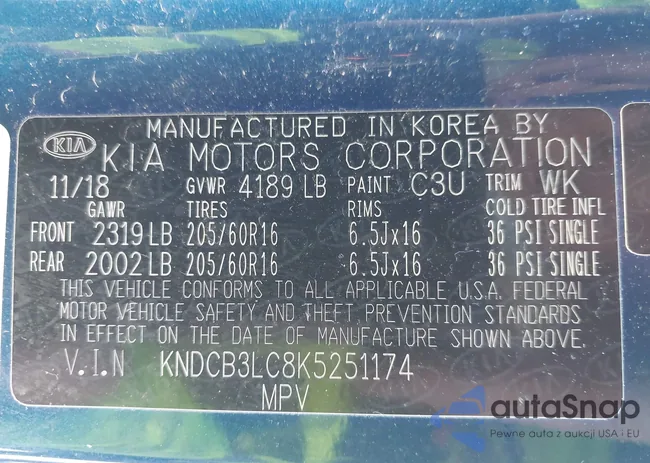 MANUFACTURED IN KOREA BY
KIA KIA MOTORS CORPORATION
11/18 GVWR 4189 LB PAINT C3U TRIM WK
GAWR TIRES RIMS COLD TIRE INFL
FRONT 2319 LB 205/60R16 6.5Jx16 36 PSI SINGLE
REAR 2002 LB 205/60R16 6.5Jx16 36 PSI SINGLE
THIS VEHICLE CONFORMS TO ALL APPLICABLE U.S.A. FEDERAL
MOTOR VEHICLE SAFETY AND THEFT PREVENTION STANDARDS
IN EFFECT ON THE DATE OF MANUFACTURE SHOWN ABOVE.
V.I.N KNDCB3LC8K5251174
MPV
autaSnap
Pewne auta z aukcji USA i EU